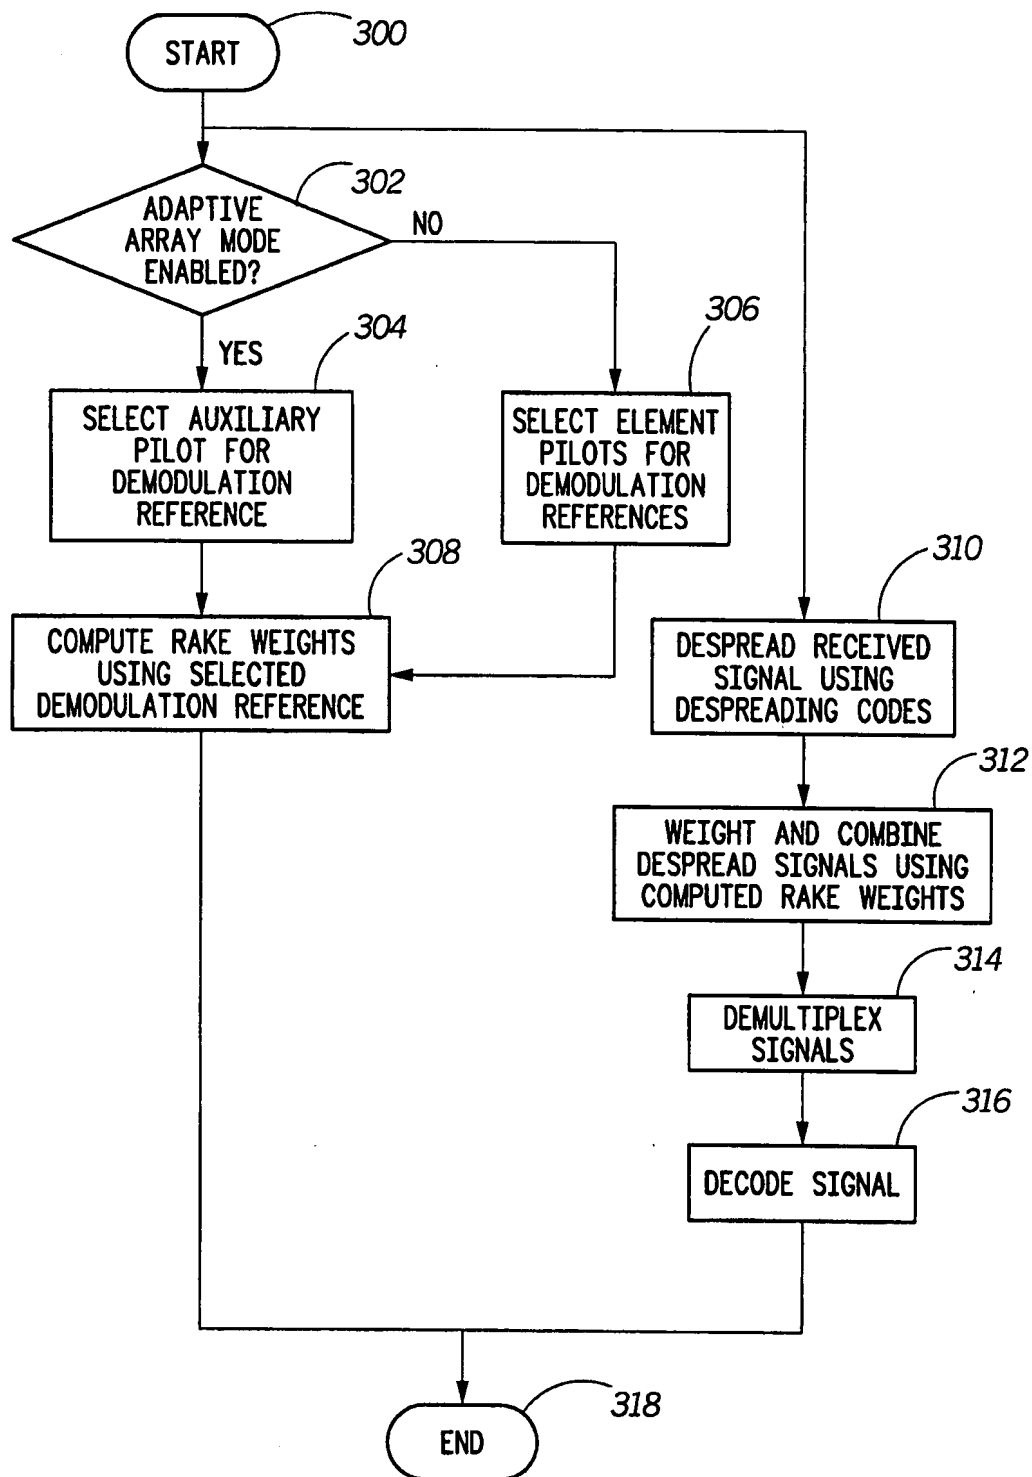 START
300
ADAPTIVE
ARRAY MODE
ENABLED?
302
NO
YES
304
SELECT AUXILIARY
PILOT FOR
DEMODULATION
REFERENCE
306
SELECT ELEMENT
PILOTS FOR
DEMODULATION
REFERENCES
308
COMPUTE RAKE WEIGHTS
USING SELECTED
DEMODULATION REFERENCE
310
DESPREAD RECEIVED
SIGNAL USING
DESPREADING CODES
312
WEIGHT AND COMBINE
DESPREAD SIGNALS USING
COMPUTED RAKE WEIGHTS
314
DEMULTIPLEX
SIGNALS
316
DECODE SIGNAL
318
END